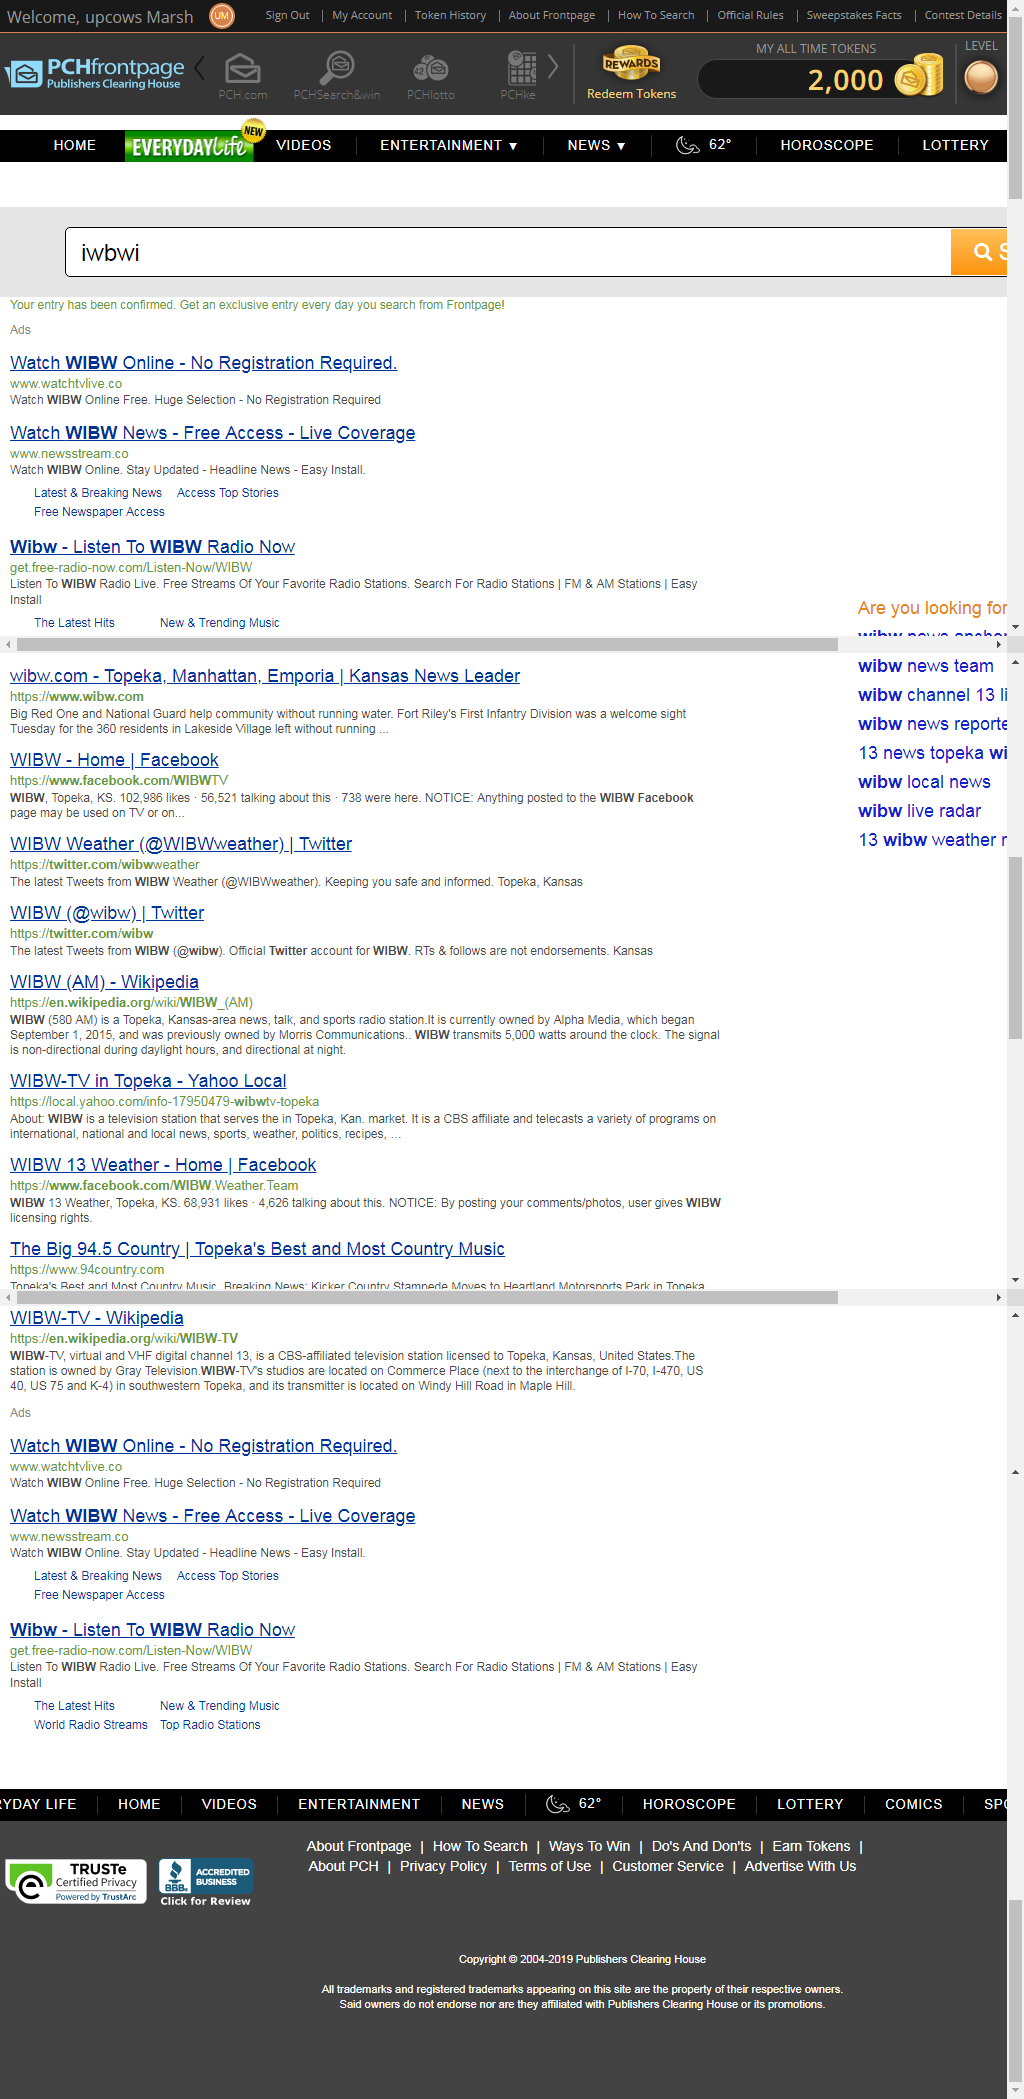 Welcome, upcows Marsh UM Sign Out | My Account | Token History | About Frontpage | How To Search | Official Rules | Sweepstakes Facts | Contest Details
PCHfrontpage
Publishers Clearing House
PCH.com PCHSearch&win PCHlotto PCHke
REWARDS
Redeem Tokens
MY ALL TIME TOKENS
2,000
LEVEL
HOME EVERYDAY Life NEW VIDEOS ENTERTAINMENT ▼ NEWS ▼ 62° HOROSCOPE LOTTERY
iwbwi
Your entry has been confirmed. Get an exclusive entry every day you search from Frontpage!
Ads
Watch WIBW Online - No Registration Required.
www.watchtvlive.co
Watch WIBW Online Free. Huge Selection - No Registration Required
Watch WIBW News - Free Access - Live Coverage
www.newsstream.co
Watch WIBW Online. Stay Updated - Headline News - Easy Install.
Latest & Breaking News Access Top Stories
Free Newspaper Access
Wibw - Listen To WIBW Radio Now
get.free-radio-now.com/Listen-Now/WIBW
Listen To WIBW Radio Live. Free Streams Of Your Favorite Radio Stations. Search For Radio Stations | FM & AM Stations | Easy
Install
The Latest Hits New & Trending Music
Are you looking for
wibw news anchor
wibw news team
wibw channel 13 li
wibw news reporte
13 news topeka wi
wibw local news
wibw live radar
13 wibw weather r
wibw.com - Topeka, Manhattan, Emporia | Kansas News Leader
https://www.wibw.com
Big Red One and National Guard help community without running water. Fort Riley's First Infantry Division was a welcome sight
Tuesday for the 360 residents in Lakeside Village left without running ...
WIBW - Home | Facebook
https://www.facebook.com/WIBWTV
WIBW, Topeka, KS. 102,986 likes · 56,521 talking about this · 738 were here. NOTICE: Anything posted to the WIBW Facebook
page may be used on TV or on...
WIBW Weather (@WIBWweather) | Twitter
https://twitter.com/wibwweather
The latest Tweets from WIBW Weather (@WIBWweather). Keeping you safe and informed. Topeka, Kansas
WIBW (@wibw) | Twitter
https://twitter.com/wibw
The latest Tweets from WIBW (@wibw). Official Twitter account for WIBW. RTs & follows are not endorsements. Kansas
WIBW (AM) - Wikipedia
https://en.wikipedia.org/wiki/WIBW_(AM)
WIBW (580 AM) is a Topeka, Kansas-area news, talk, and sports radio station.It is currently owned by Alpha Media, which began
September 1, 2015, and was previously owned by Morris Communications.. WIBW transmits 5,000 watts around the clock. The signal
is non-directional during daylight hours, and directional at night.
WIBW-TV in Topeka - Yahoo Local
https://local.yahoo.com/info-17950479-wibwtv-topeka
About: WIBW is a television station that serves the in Topeka, Kan. market. It is a CBS affiliate and telecasts a variety of programs on
international, national and local news, sports, weather, politics, recipes, ...
WIBW 13 Weather - Home | Facebook
https://www.facebook.com/WIBW.Weather.Team
WIBW 13 Weather, Topeka, KS. 68,931 likes · 4,626 talking about this. NOTICE: By posting your comments/photos, user gives WIBW
licensing rights.
The Big 94.5 Country | Topeka's Best and Most Country Music
https://www.94country.com
Topeka's Best and Most Country Music. Breaking News: Kicker Country Stampede Moves to Heartland Motorsports Park in Topeka
WIBW-TV - Wikipedia
https://en.wikipedia.org/wiki/WIBW-TV
WIBW-TV, virtual and VHF digital channel 13, is a CBS-affiliated television station licensed to Topeka, Kansas, United States.The
station is owned by Gray Television.WIBW-TV's studios are located on Commerce Place (next to the interchange of I-70, I-470, US
40, US 75 and K-4) in southwestern Topeka, and its transmitter is located on Windy Hill Road in Maple Hill.
Ads
Watch WIBW Online - No Registration Required.
www.watchtvlive.co
Watch WIBW Online Free. Huge Selection - No Registration Required
Watch WIBW News - Free Access - Live Coverage
www.newsstream.co
Watch WIBW Online. Stay Updated - Headline News - Easy Install.
Latest & Breaking News Access Top Stories
Free Newspaper Access
Wibw - Listen To WIBW Radio Now
get.free-radio-now.com/Listen-Now/WIBW
Listen To WIBW Radio Live. Free Streams Of Your Favorite Radio Stations. Search For Radio Stations | FM & AM Stations | Easy
Install
The Latest Hits New & Trending Music
World Radio Streams Top Radio Stations
RYDAY LIFE HOME VIDEOS ENTERTAINMENT NEWS 62° HOROSCOPE LOTTERY COMICS SPO
About Frontpage | How To Search | Ways To Win | Do's And Don'ts | Earn Tokens |
About PCH | Privacy Policy | Terms of Use | Customer Service | Advertise With Us
TRUSTe
Certified Privacy
Powered by TrustArc
BBB. ACCREDITED
BUSINESS
Click for Review
Copyright © 2004-2019 Publishers Clearing House
All trademarks and registered trademarks appearing on this site are the property of their respective owners.
Said owners do not endorse nor are they affiliated with Publishers Clearing House or its promotions.